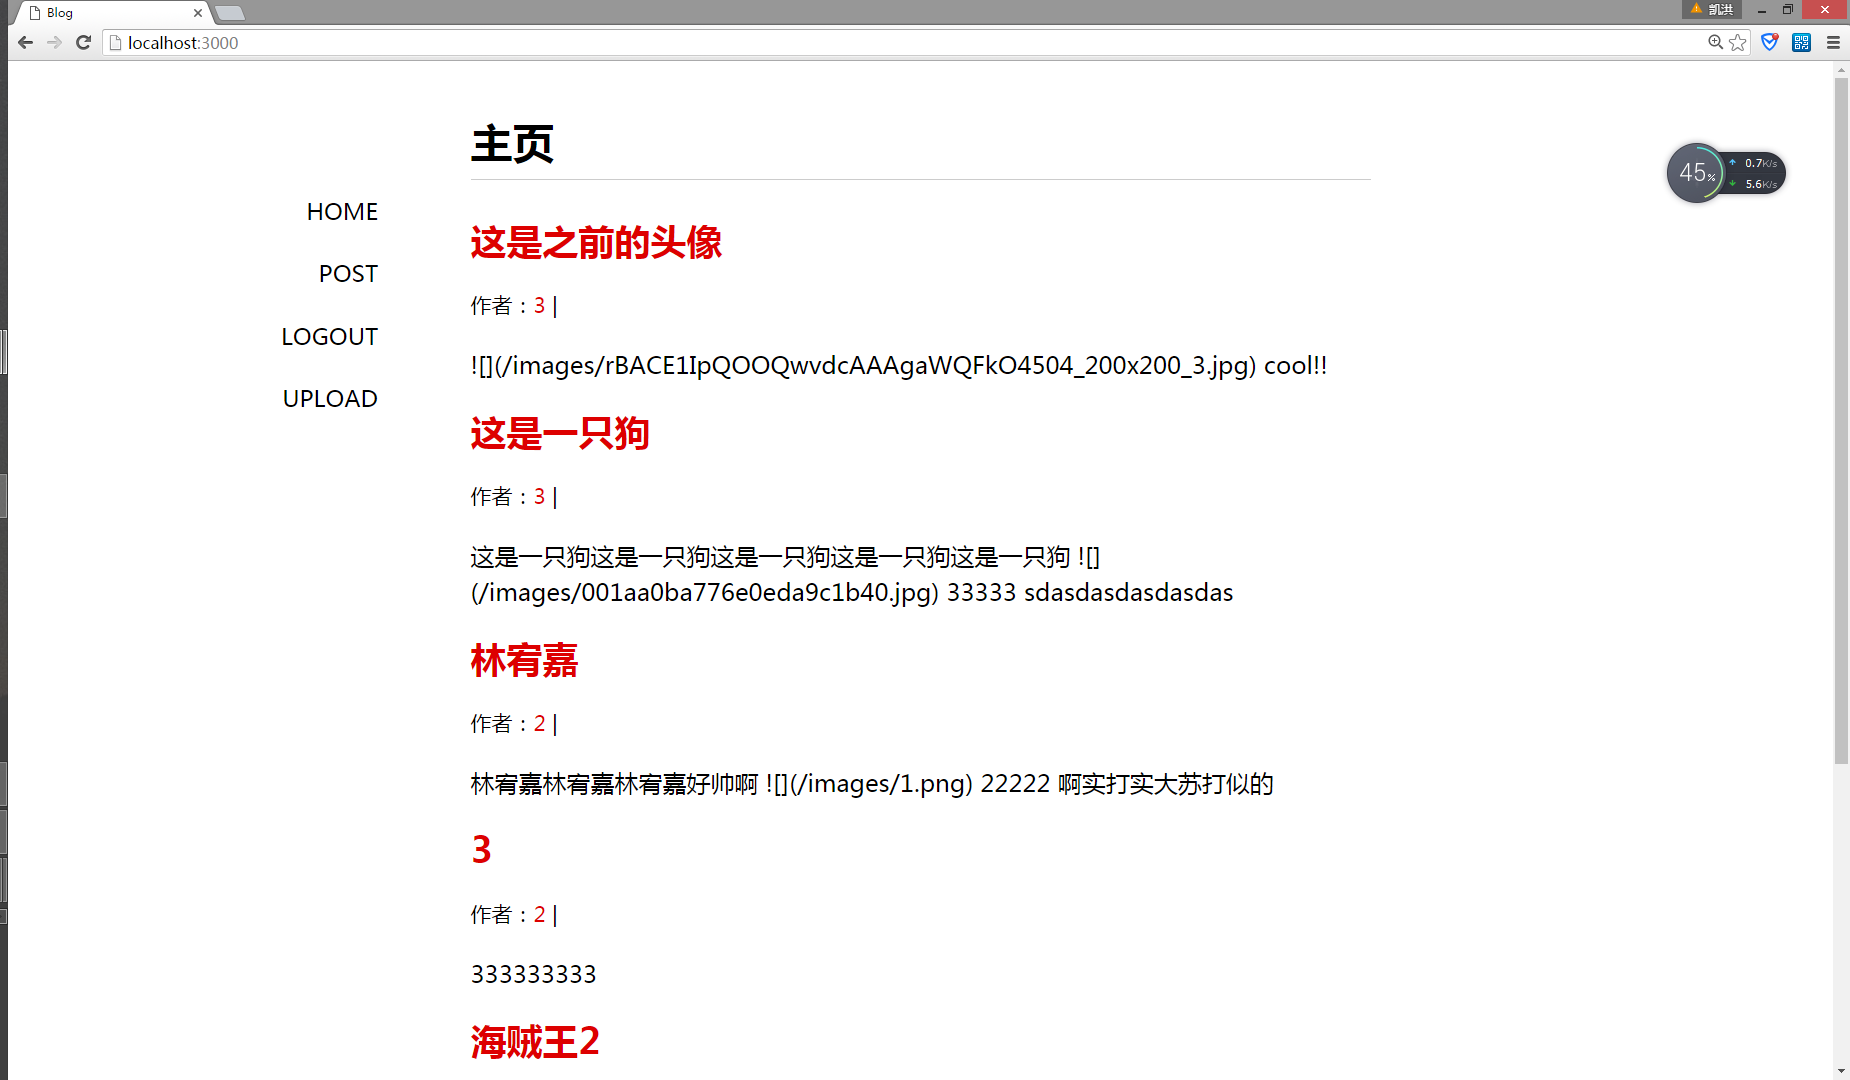 Blog
凯洪
localhost:3000
主页
45%
0.7K/s
5.6K/s
HOME
POST
LOGOUT
UPLOAD
这是之前的头像
作者：3 |
![](/images/rBACE1IpQOOQwvdcAAAgaWQFkO4504_200x200_3.jpg) cool!!
这是一只狗
作者：3 |
这是一只狗这是一只狗这是一只狗这是一只狗这是一只狗 ![]
(/images/001aa0ba776e0eda9c1b40.jpg) 33333 sdasdasdasdasdas
林宥嘉
作者：2 |
林宥嘉林宥嘉林宥嘉好帅啊 ![](/images/1.png) 22222 啊实打实大苏打似的
3
作者：2 |
333333333
海贼王2